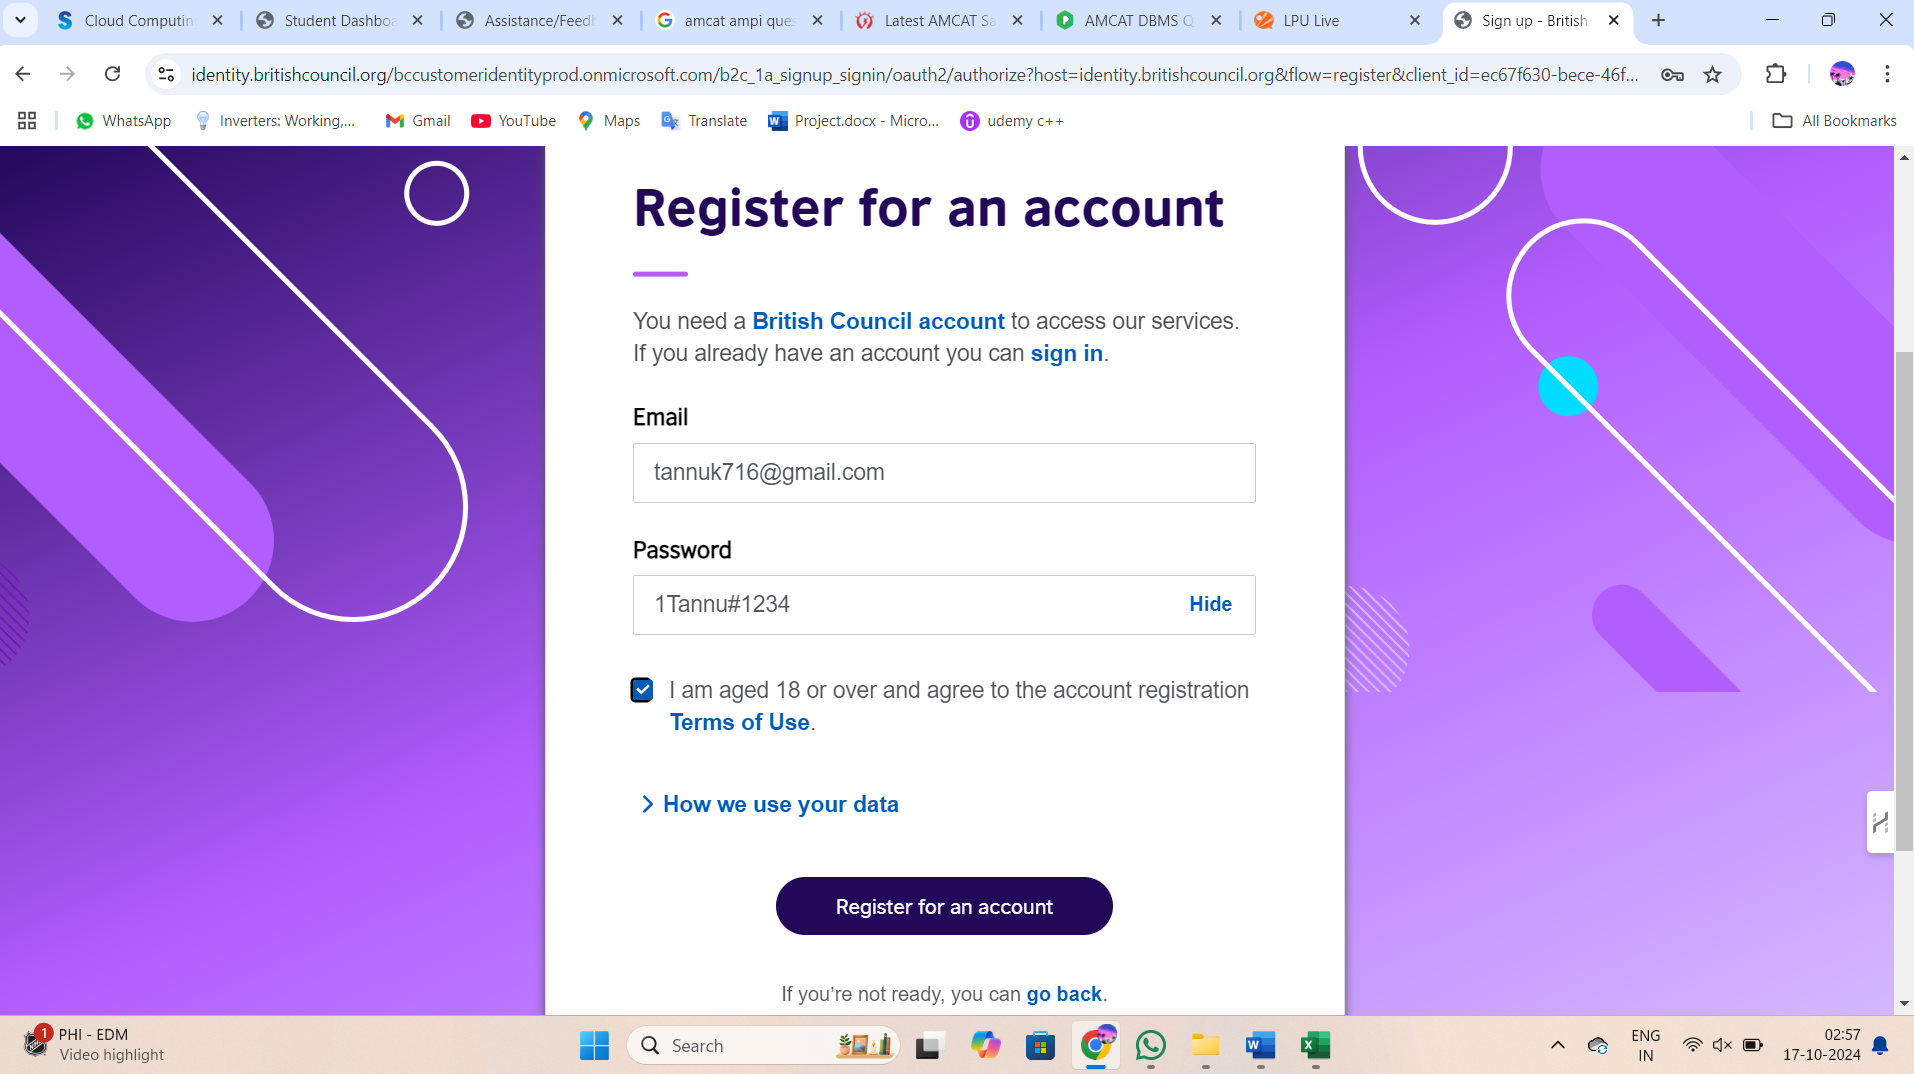 Cloud Computin
Student Dashboa
Assistance/Feedb
amcat ampi ques
Latest AMCAT Sa
AMCAT DBMS Q
LPU Live
Sign up - British
identity.britishcouncil.org/bccustomeridentityprod.onmicrosoft.com/b2c_1a_signup_signin/oauth2/authorize?host=identity.britishcouncil.org&flow=register&client_id=ec67f630-bece-46f...
WhatsApp
Inverters: Working,...
Gmail
YouTube
Maps
Translate
Project.docx - Micro...
udemy c++
All Bookmarks
Register for an account
You need a British Council account to access our services.
If you already have an account you can sign in.
Email
tannuk716@gmail.com
Password
1Tannu#1234
Hide
I am aged 18 or over and agree to the account registration
Terms of Use.
How we use your data
Register for an account
If you’re not ready, you can go back.
1
PHI - EDM
Video highlight
Search
ENG
IN
02:57
17-10-2024